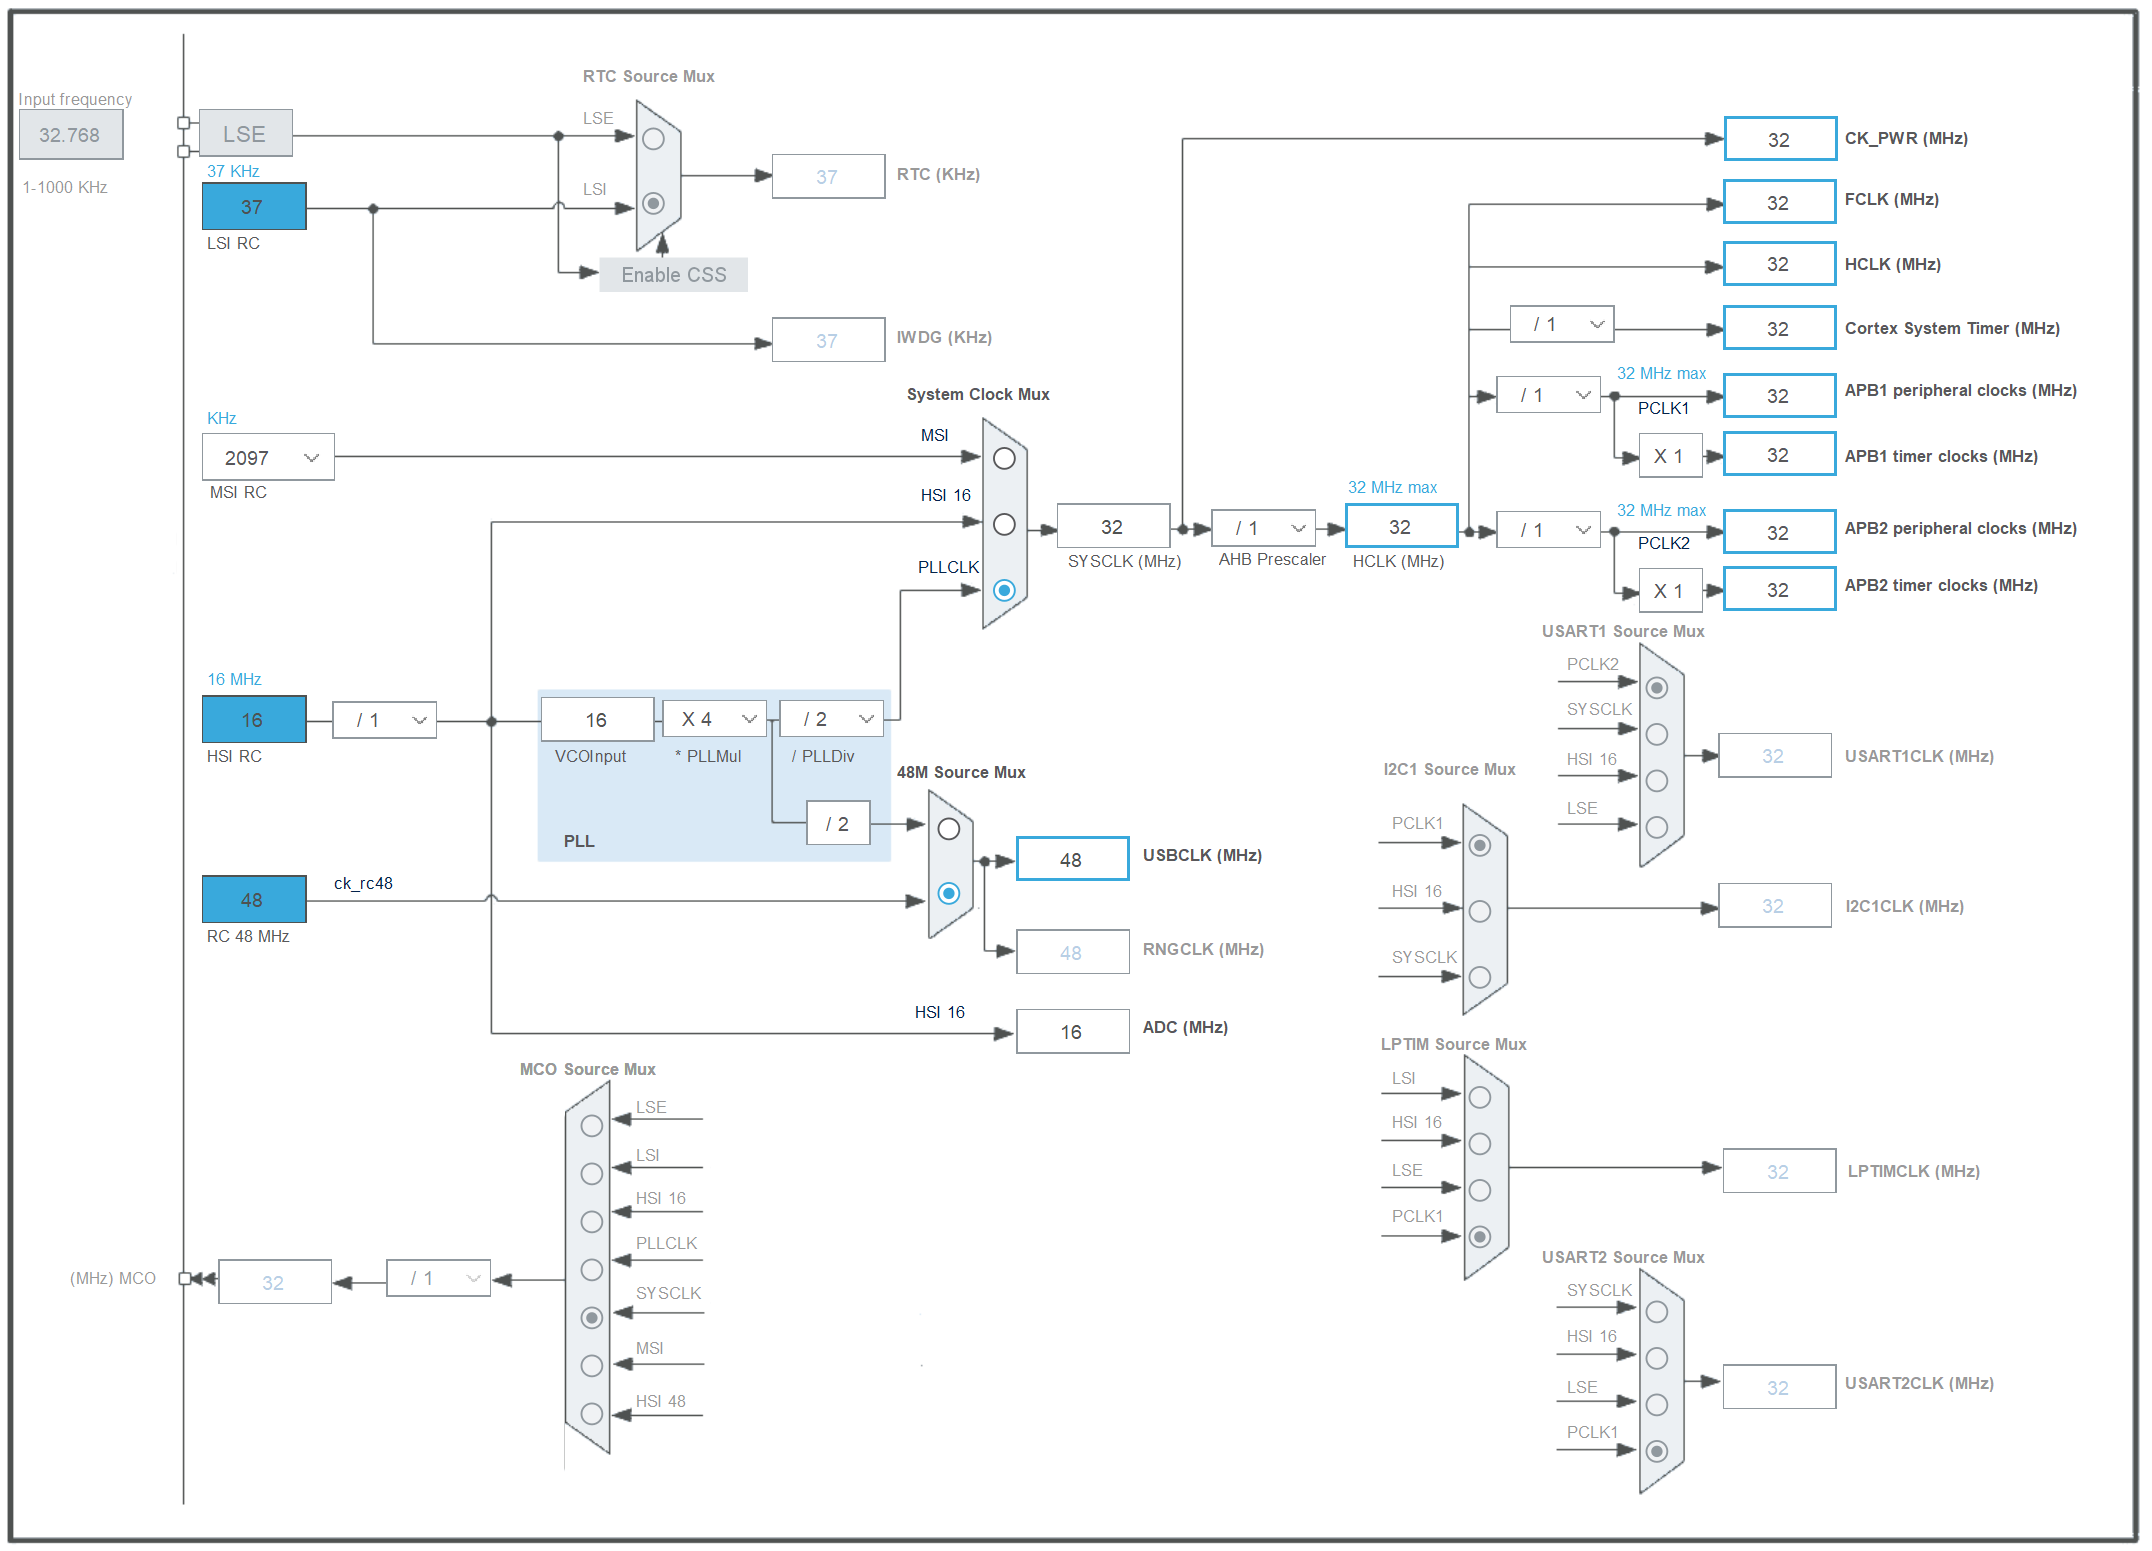 RTC Source Mux
Input frequency
32.768
1-1000 KHz
LSE
LSE
37 KHz
37
LSI RC
LSI
37
RTC (KHz)
Enable CSS
37
IWDG (KHz)
32
CK_PWR (MHz)
32
FCLK (MHz)
32
HCLK (MHz)
/ 1
32
Cortex System Timer (MHz)
/ 1
32 MHz max
PCLK1
32
APB1 peripheral clocks (MHz)
X 1
32
APB1 timer clocks (MHz)
System Clock Mux
KHz
2097
MSI RC
MSI
HSI 16
PLLCLK
32
SYSCLK (MHz)
/ 1
AHB Prescaler
32 MHz max
32
HCLK (MHz)
/ 1
32 MHz max
PCLK2
32
APB2 peripheral clocks (MHz)
X 1
32
APB2 timer clocks (MHz)
16 MHz
16
HSI RC
/ 1
16
VCOInput
X 4
* PLLMul
/ 2
/ PLLDiv
/ 2
PLL
48M Source Mux
48
RC 48 MHz
ck_rc48
48
USBCLK (MHz)
48
RNGCLK (MHz)
HSI 16
16
ADC (MHz)
USART1 Source Mux
PCLK2
SYSCLK
HSI 16
LSE
32
USART1CLK (MHz)
I2C1 Source Mux
PCLK1
HSI 16
SYSCLK
32
I2C1CLK (MHz)
LPTIM Source Mux
LSI
HSI 16
LSE
PCLK1
32
LPTIMCLK (MHz)
USART2 Source Mux
SYSCLK
HSI 16
LSE
PCLK1
32
USART2CLK (MHz)
MCO Source Mux
LSE
LSI
HSI 16
PLLCLK
SYSCLK
MSI
HSI 48
(MHz) MCO
32
/ 1